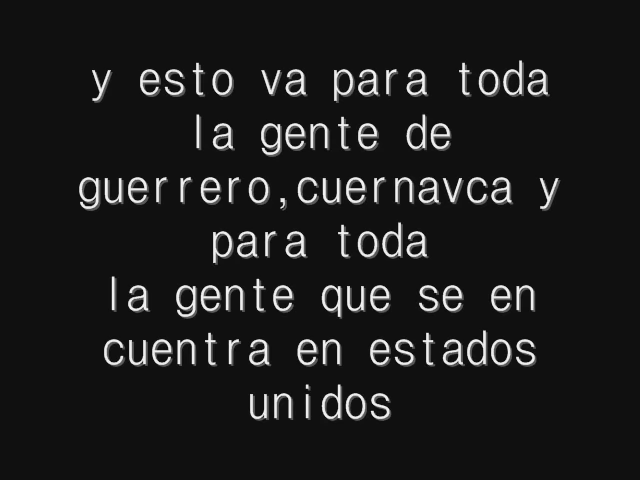 y esto va para toda
la gente de
guerrero,cuernavca y
para toda
la gente que se en
cuentra en estados
unidos